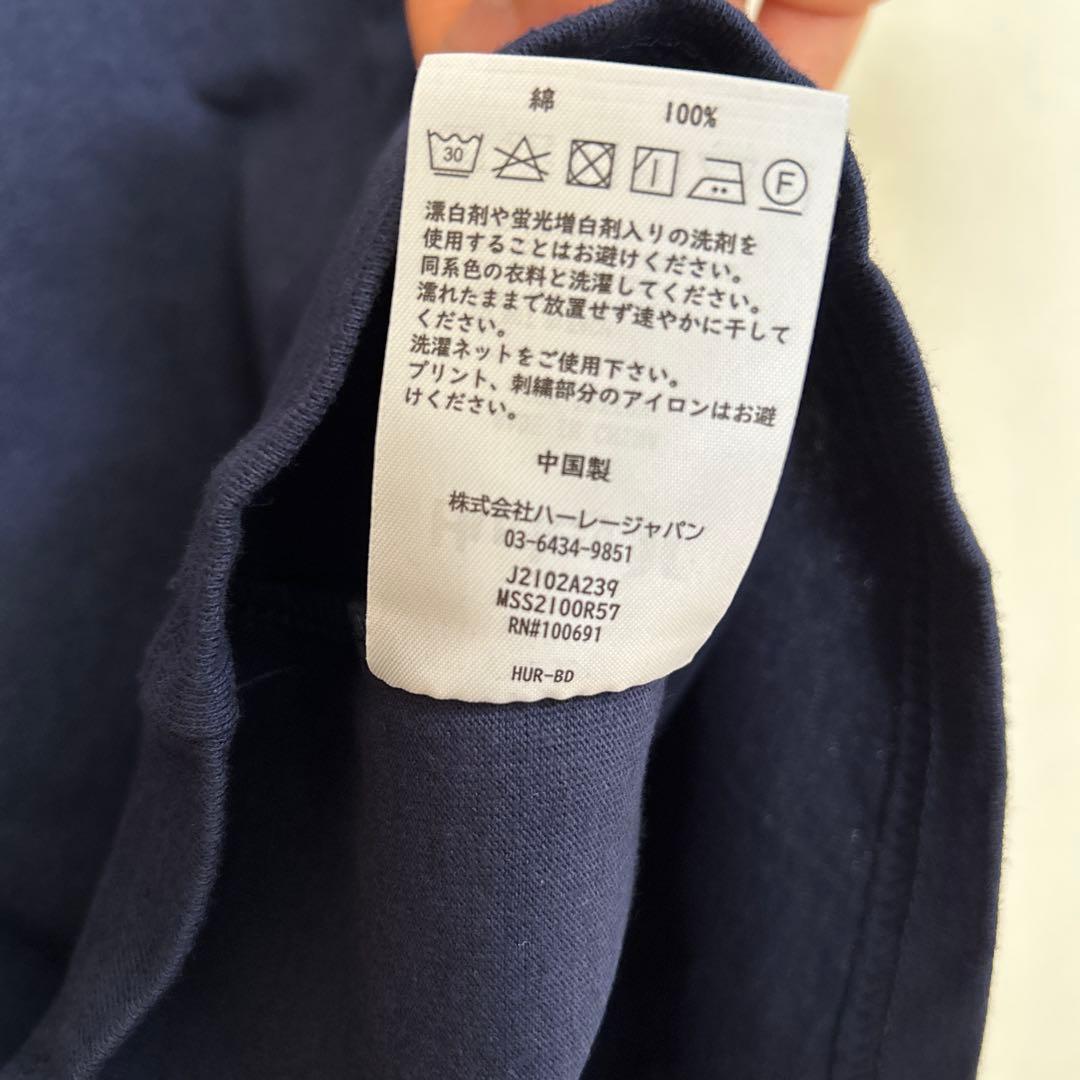 綿 100%
30 F
漂白剤や蛍光増白剤入りの洗剤を
使用することはお避けください。
同系色の衣料と洗濯してください。
濡れたままで放置せず速やかに干して
ください。
洗濯ネットをご使用下さい。
プリント、刺繍部分のアイロンはお避
けください。
中国製
株式会社ハーレージャパン
03-6434-9851
J2102A239
MSS2100R57
RN#100691
HUR-BD